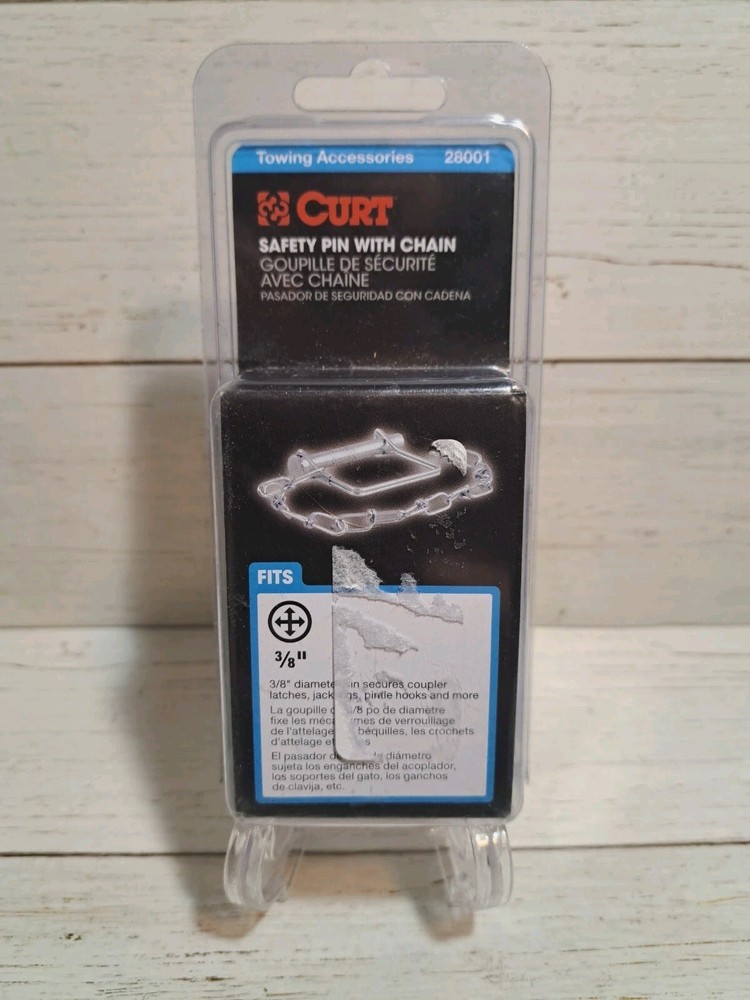 Towing Accessories 28001
CURT
SAFETY PIN WITH CHAIN
GOUPILLE DE SÉCURITÉ
AVEC CHAÎNE
PASADOR DE SEGURIDAD CON CADENA
FITS
3/8"
3/8" diamete in secures coupler
latches, jack gs, pintle hooks and more
La goupille d /8 po de diamètre
fixe les méca mes de verrouillage
de l'attelage béquilles, les crochets
d'attelage et s
El pasador d diámetro
sujeta los enganches del acoplador,
los soportes del gato, los ganchos
de clavija, etc.